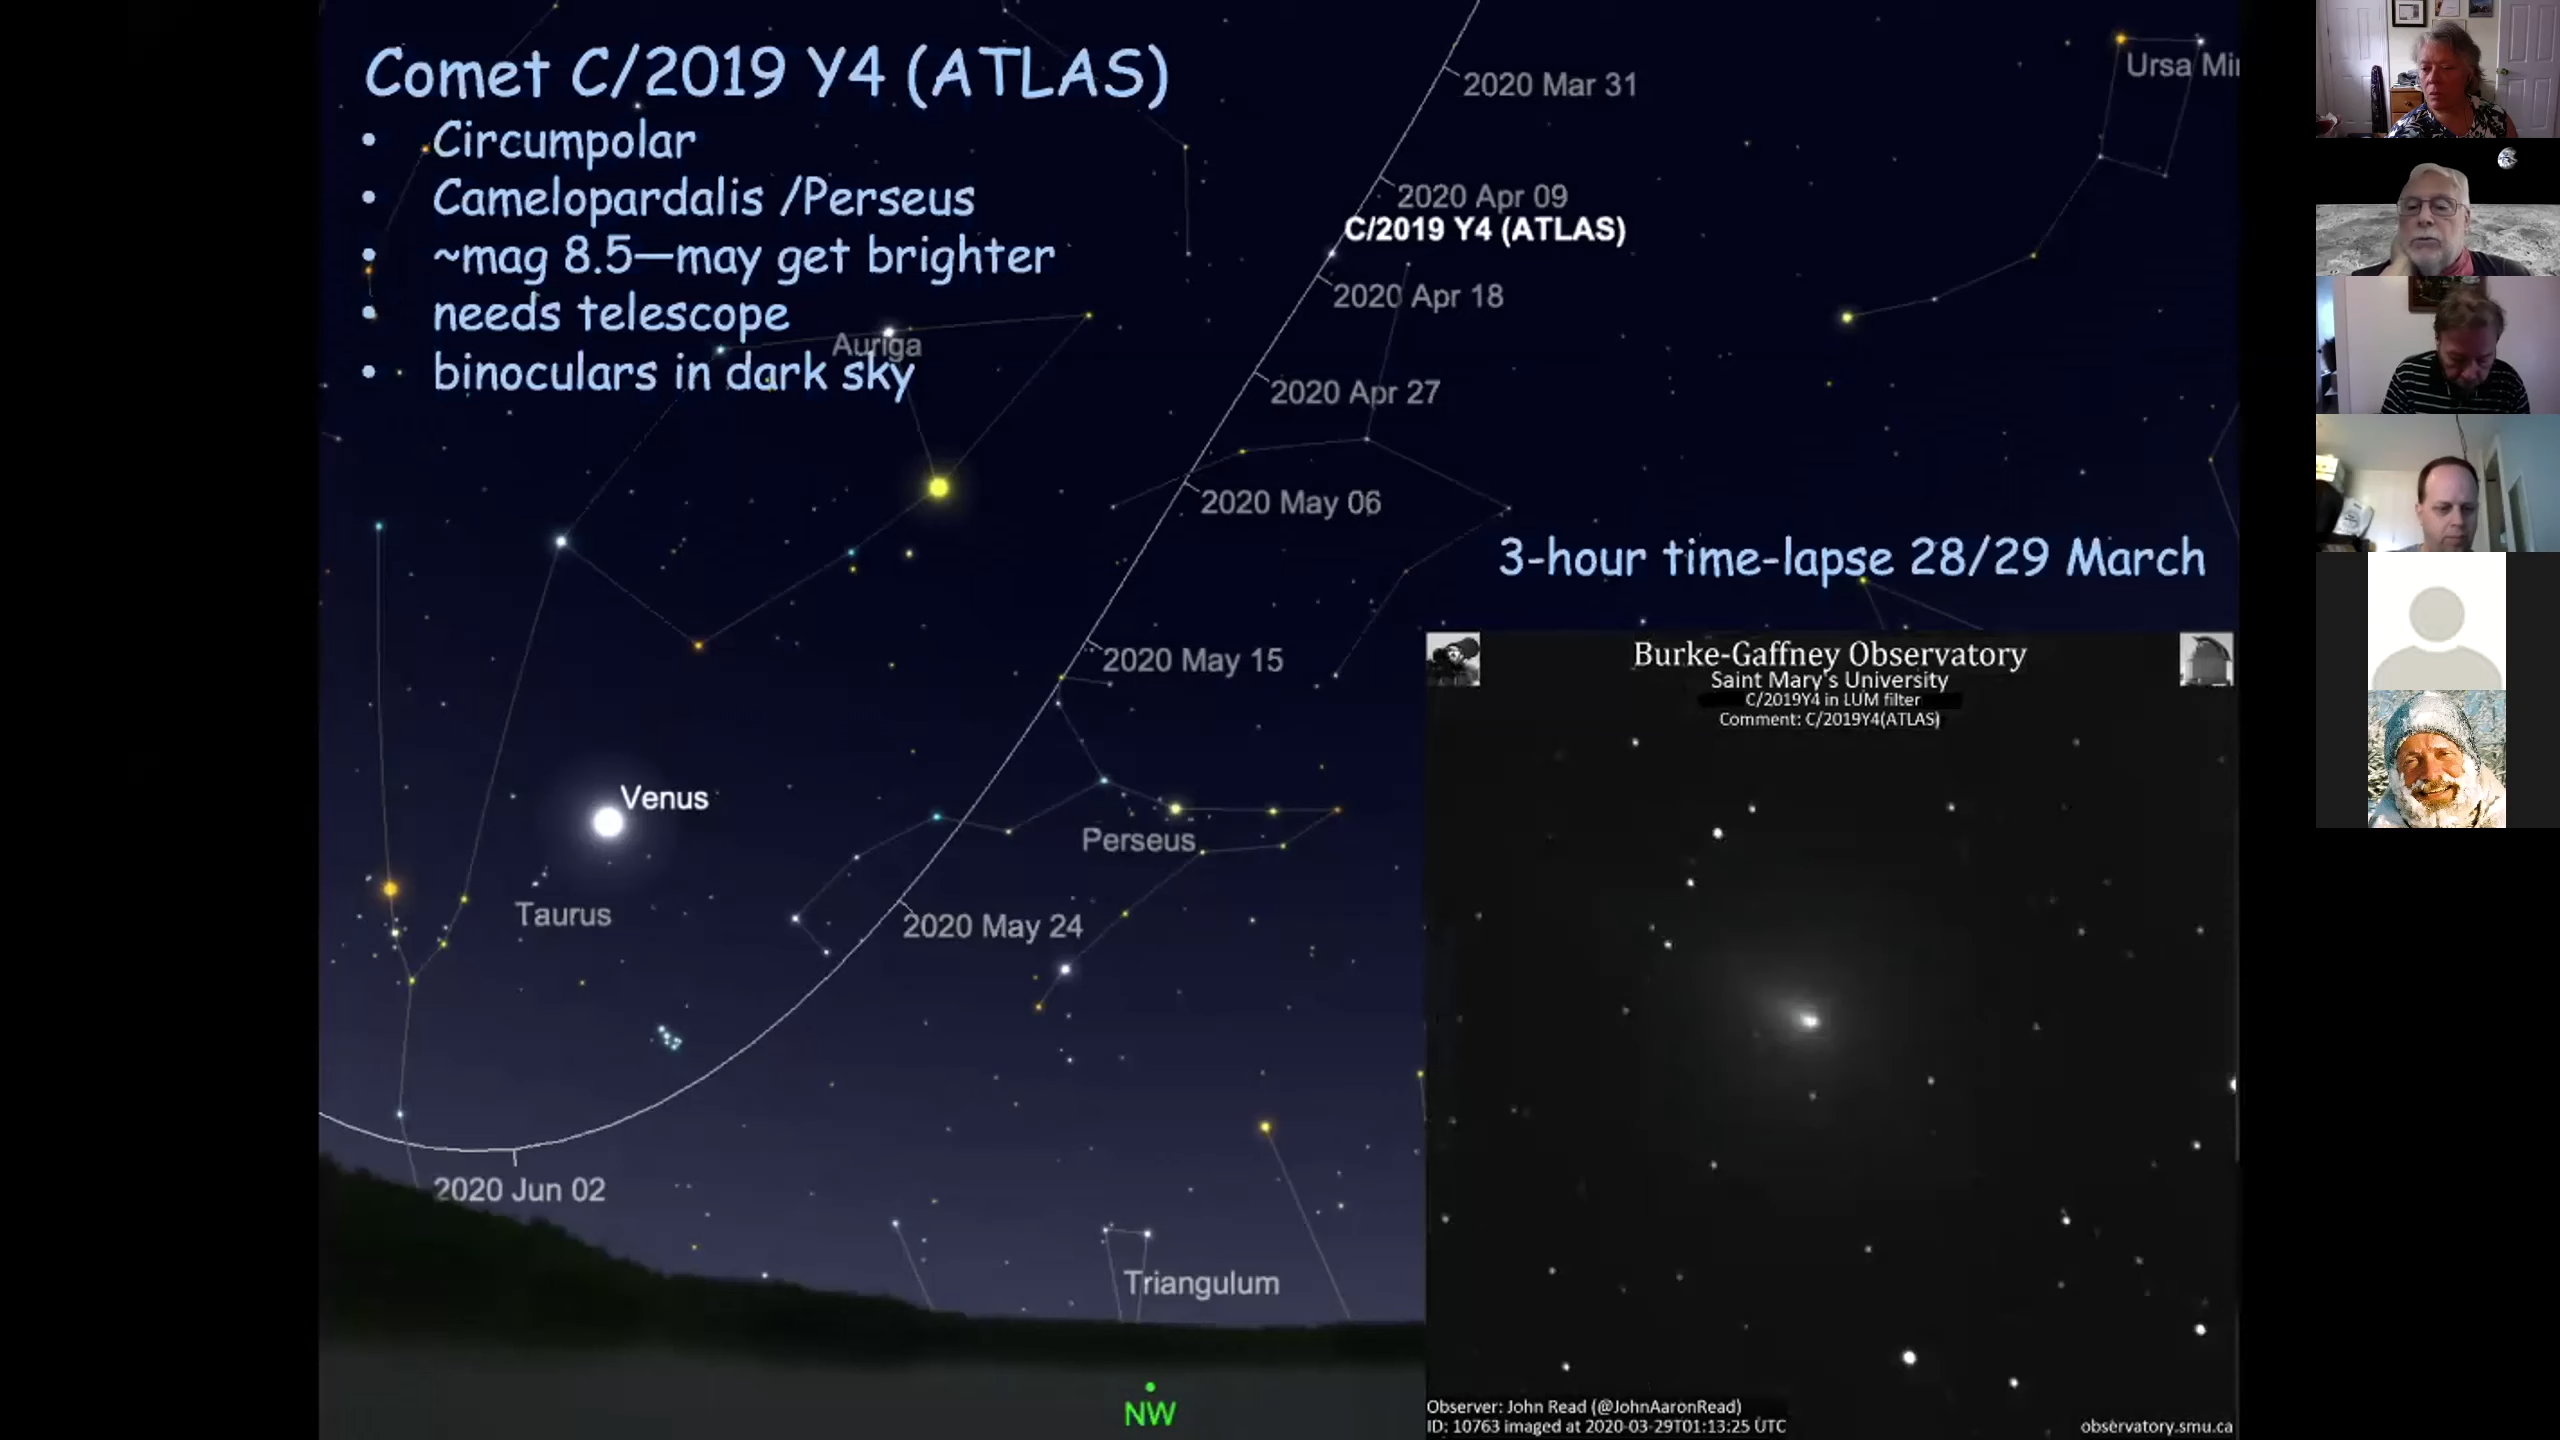 Comet C/2019 Y4 (ATLAS)
• Circumpolar
• Camelopardalis /Perseus
• ~mag 8.5—may get brighter
• needs telescope
• binoculars in dark sky
2020 Mar 31
Ursa Mi
2020 Apr 09
C/2019 Y4 (ATLAS)
2020 Apr 18
Auriga
2020 Apr 27
2020 May 06
3-hour time-lapse 28/29 March
2020 May 15
Venus
Perseus
Taurus
2020 May 24
2020 Jun 02
Triangulum
NW
Burke-Gaffney Observatory
Saint Mary's University
C/2019Y4 in LUM filter
Comment: C/2019Y4(ATLAS)
Observer: John Read (@JohnAaronRead)
ID: 10763 imaged at 2020-03-29T01:13:25 UTC
observatory.smu.ca